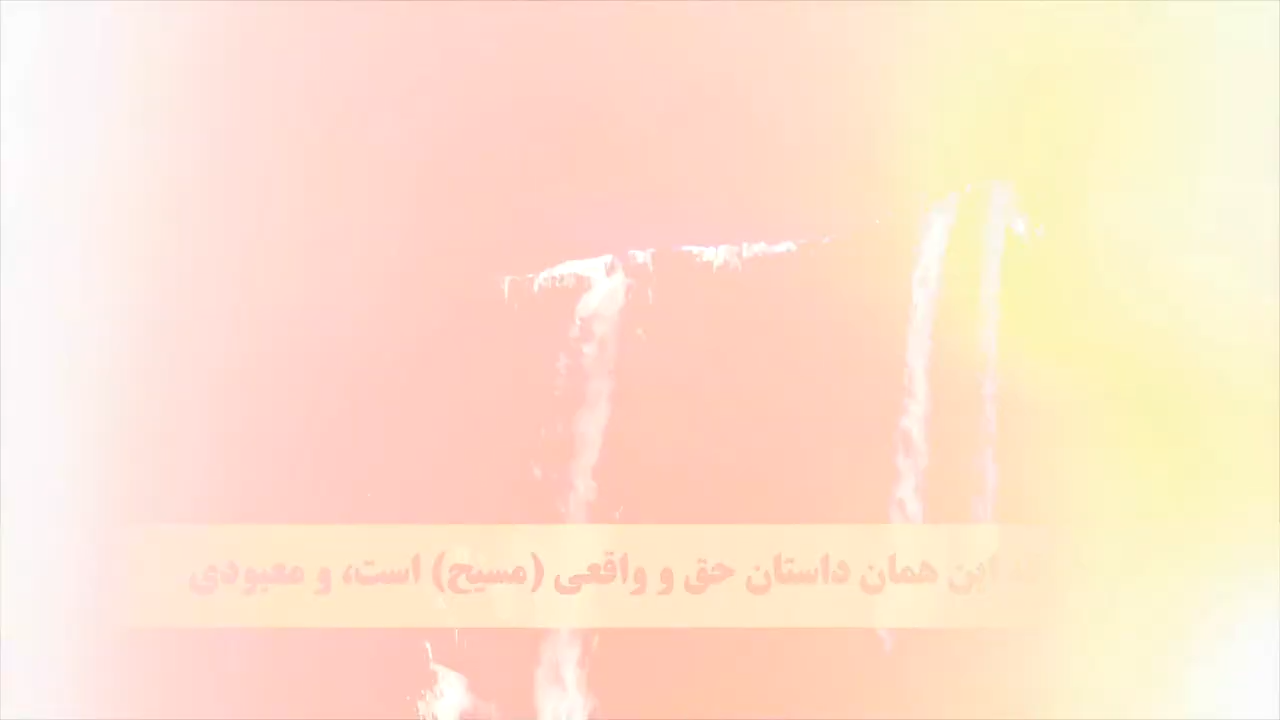 این همان داستان حق و واقعی (مسیح) است، و معبودی